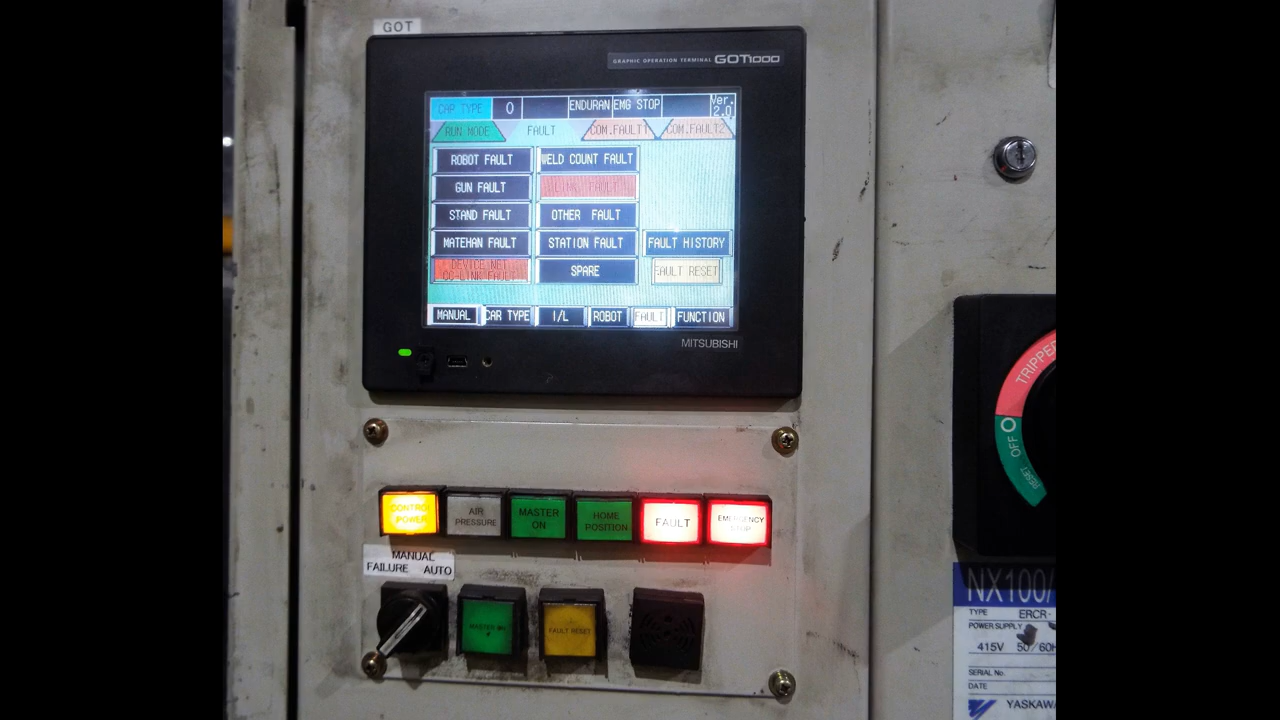 GOT
GRAPHIC OPERATION TERMINAL GOT1000
CAR TYPE 0 ENDURAN EMG STOP Ver. 2.0
RUN MODE FAULT COM.FAULT1 COM.FAULT2
ROBOT FAULT WELD COUNT FAULT
GUN FAULT LINK FAULT
STAND FAULT OTHER FAULT
MATEHAN FAULT STATION FAULT FAULT HISTORY
DEVICE NET
CC-LINK FAULT SPARE FAULT RESET
MANUAL CAR TYPE I/L ROBOT FAULT FUNCTION
MITSUBISHI
CONTROL POWER
AIR PRESSURE
MASTER ON
HOME POSITION
FAULT
EMERGENCY STOP
MANUAL
FAILURE AUTO
MASTER ON
FAULT RESET
TRIPPED
OFF
RESET
NX100/
TYPE ERCR-
POWER SUPPLY
415V 50/60H
SERIAL No.
DATE
YASKAWA